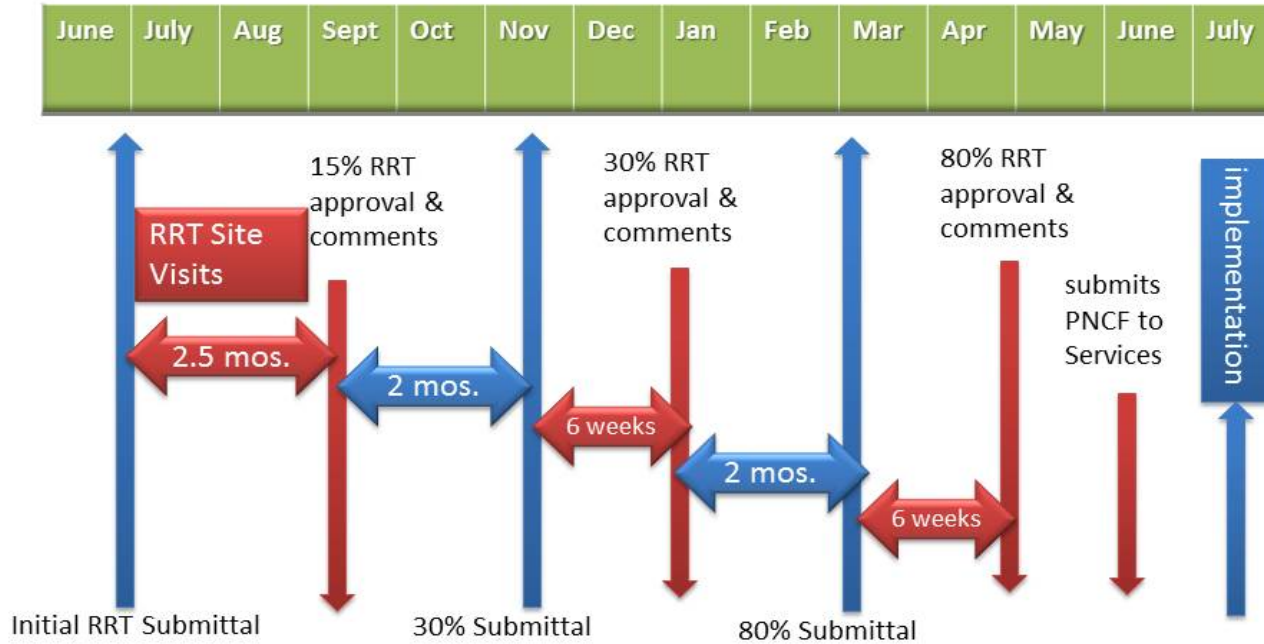 June July Aug Sept Oct Nov Dec Jan Feb Mar Apr May June July
15% RRT
approval &
comments
30% RRT
approval &
comments
80% RRT
approval &
comments
RRT Site
Visits
submits
PNCF to
Services
implementation
2.5 mos.
2 mos.
6 weeks
2 mos.
6 weeks
Initial RRT Submittal
30% Submittal
80% Submittal